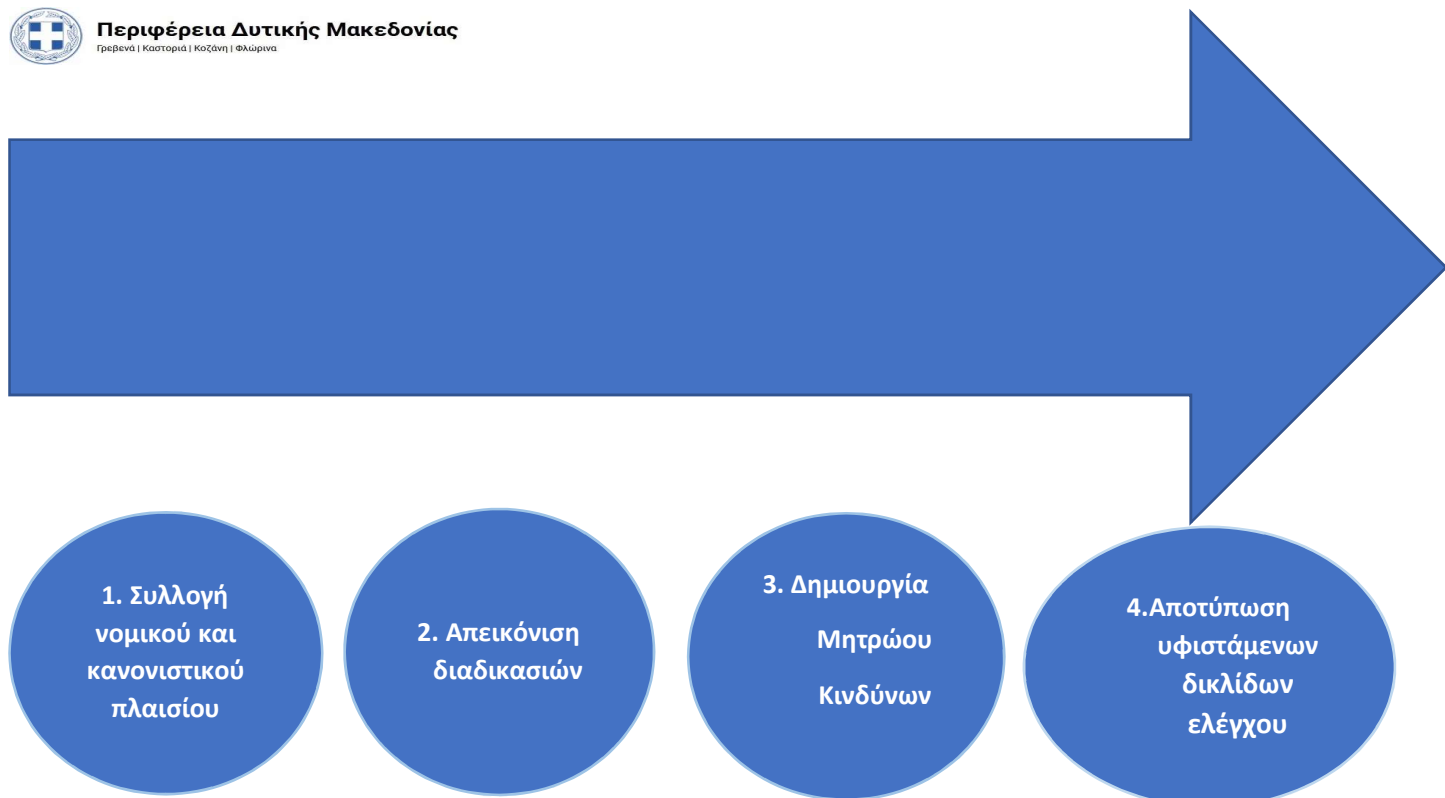 Περιφέρεια Δυτικής Μακεδονίας
Γρεβενά | Καστοριά | Κοζάνη | Φλώρινα
1. Συλλογή
νομικού και
κανονιστικού
πλαισίου
2. Απεικόνιση
διαδικασιών
3. Δημιουργία
Μητρώου
Κινδύνων
4.Αποτύπωση
υφιστάμενων
δικλίδων
ελέγχου